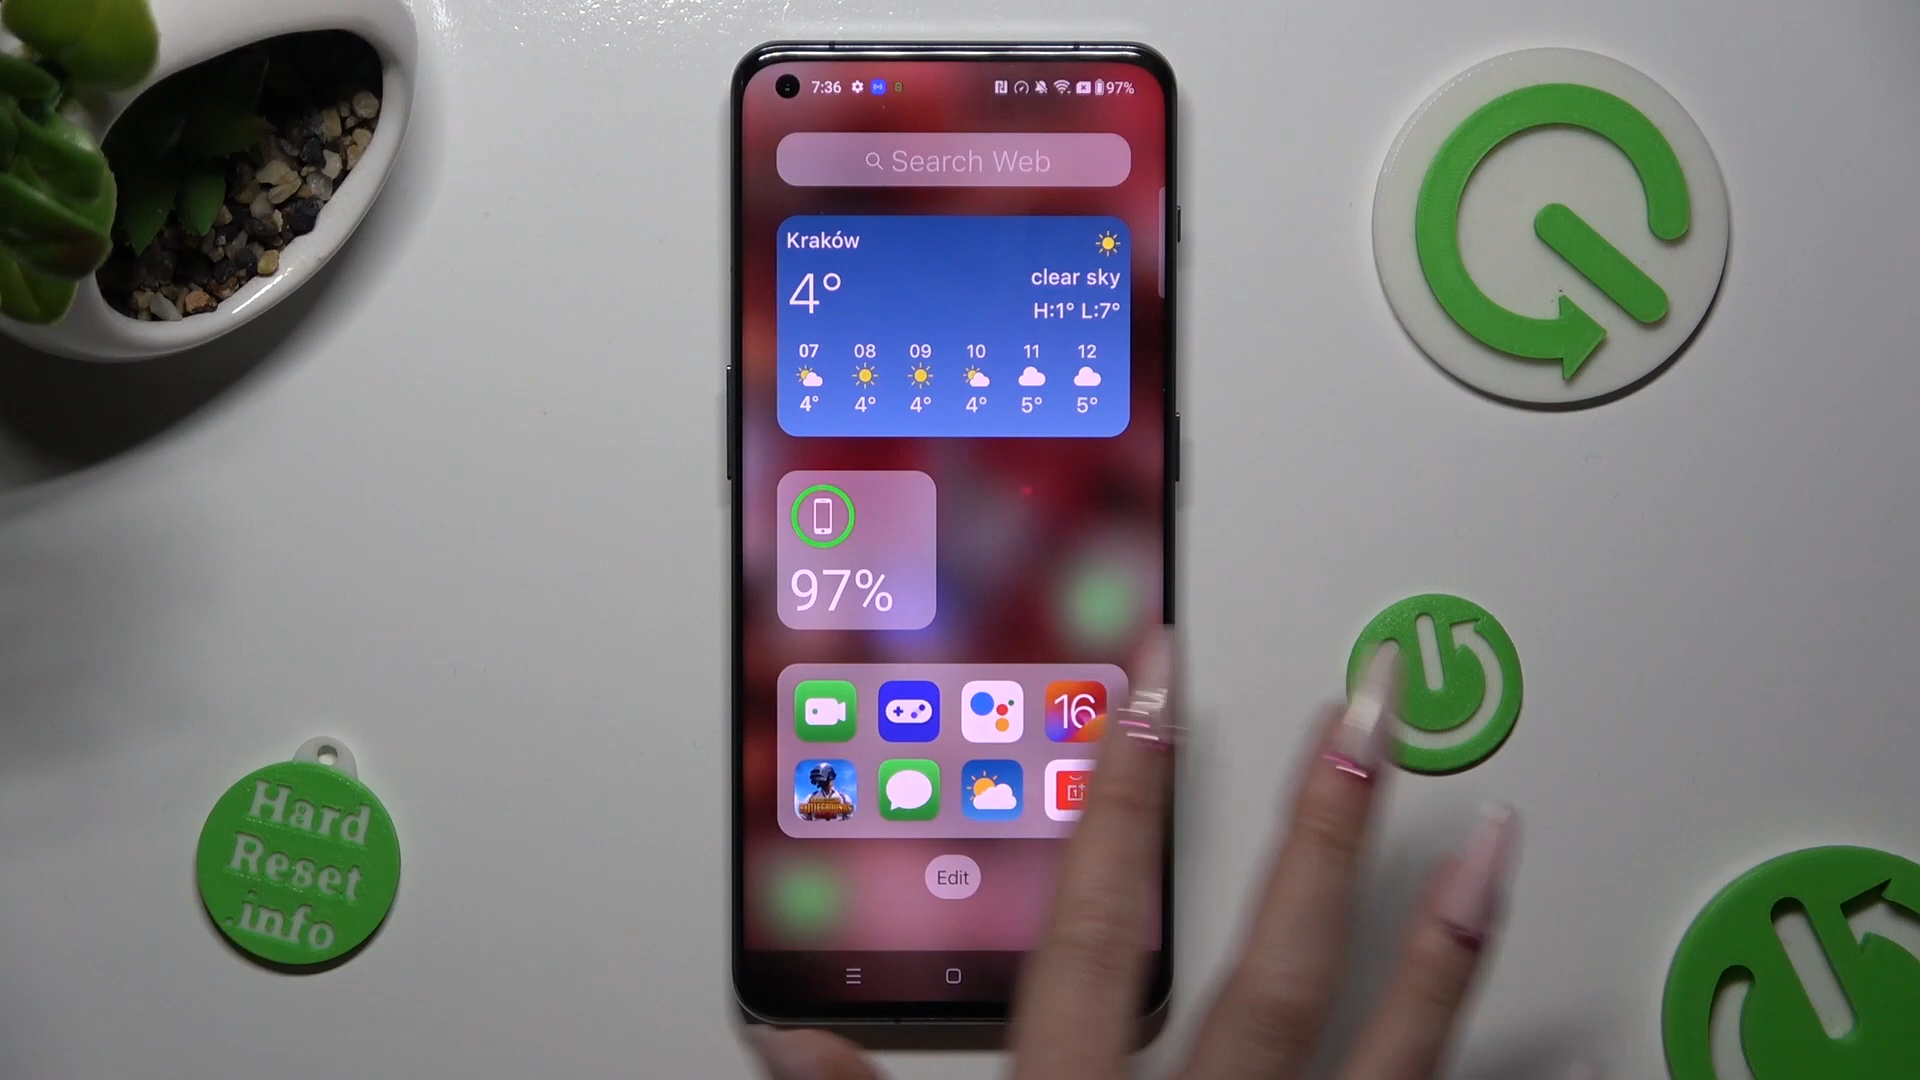 7:36
97%
Search Web
Kraków
4°
clear sky
H:1° L:7°
07 08 09 10 11 12
4° 4° 4° 4° 5° 5°
97%
16
Edit
Hard
Reset
.info